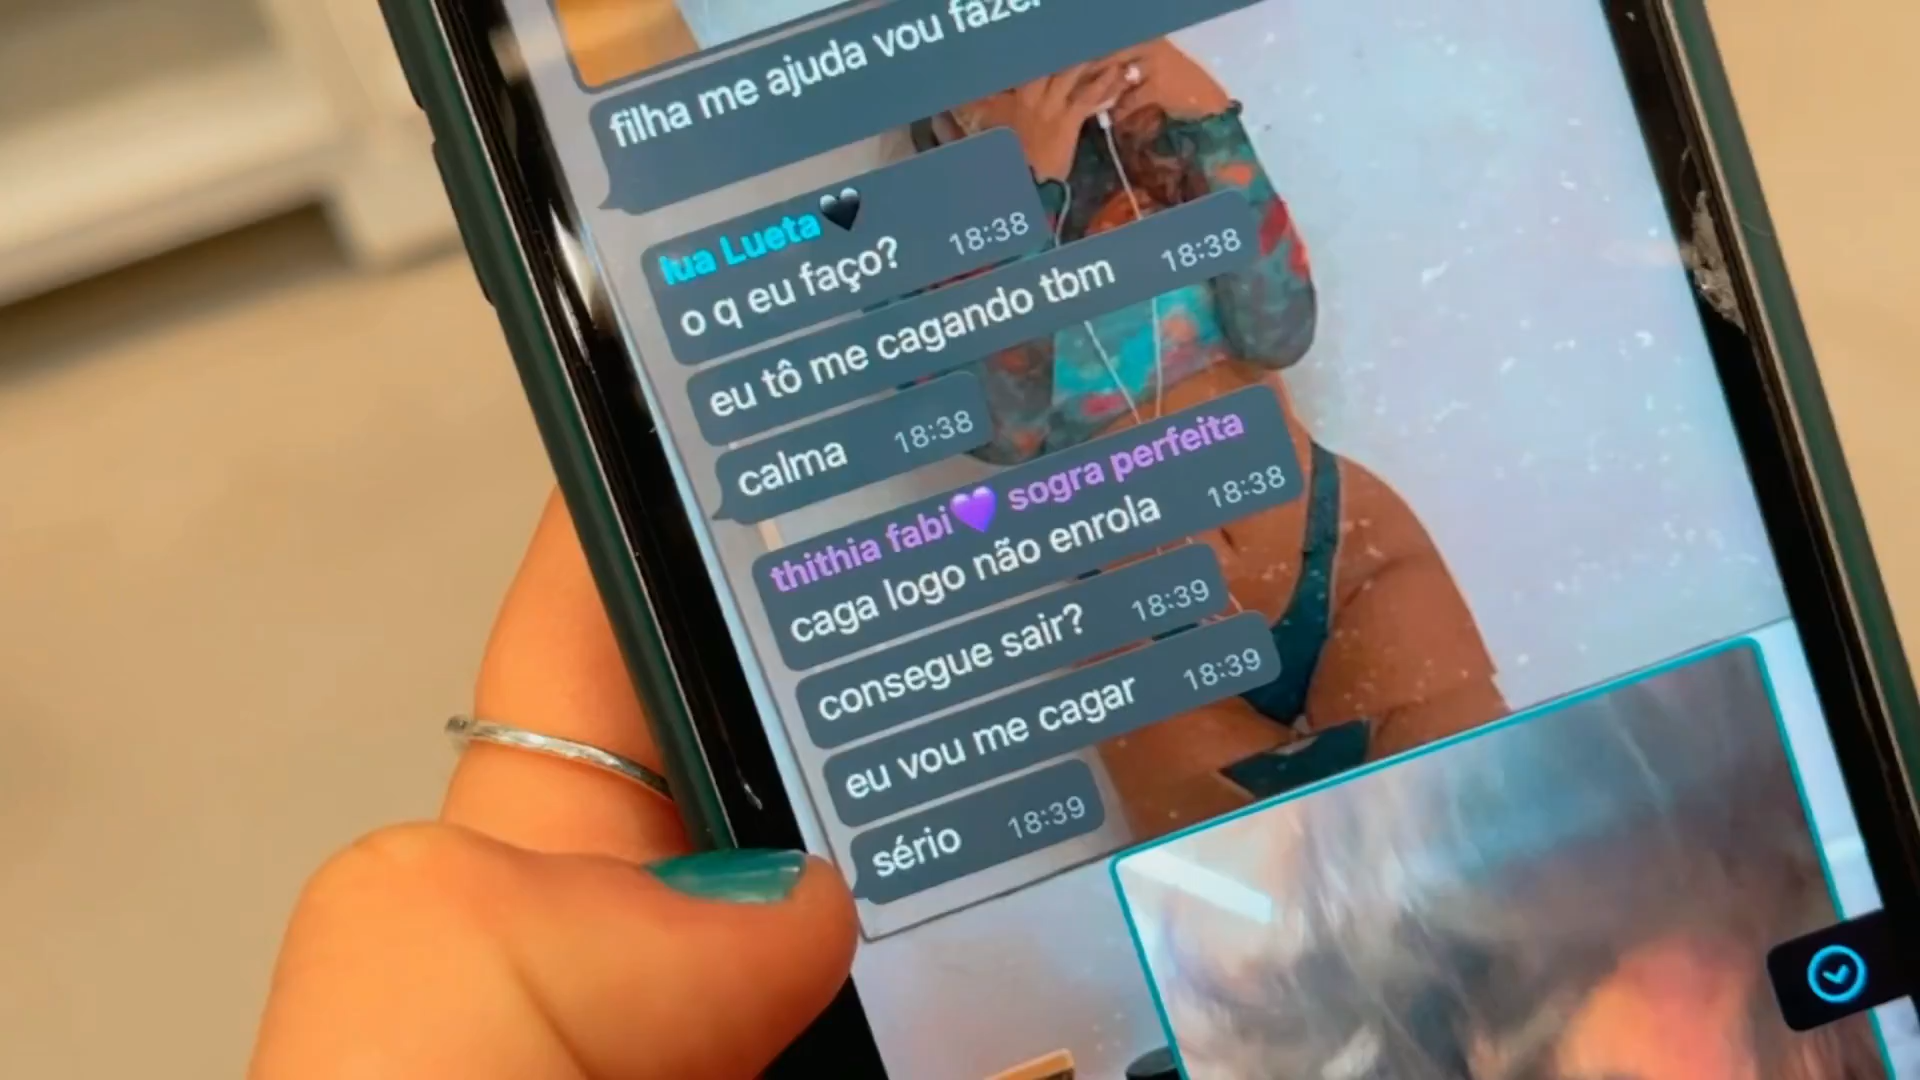 filha me ajuda vou fazer
lua Lueta🖤
o q eu faço? 18:38
eu tô me cagando tbm 18:38
calma 18:38
thithia fabi💜 sogra perfeita
caga logo não enrola 18:38
consegue sair? 18:39
eu vou me cagar 18:39
sério 18:39